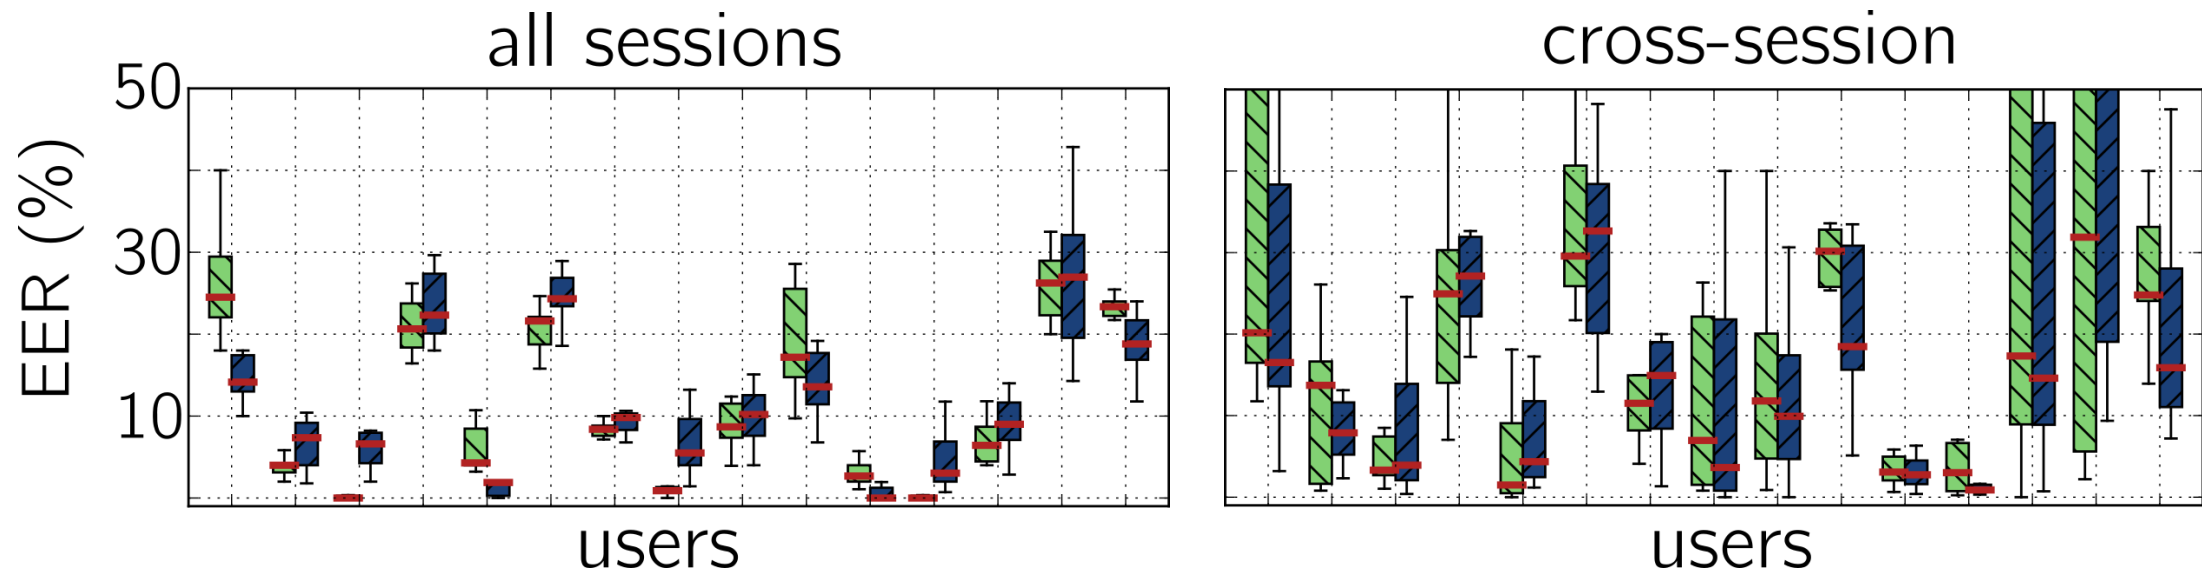 all sessions
cross-session
EER (%)
50
30
10
users
users